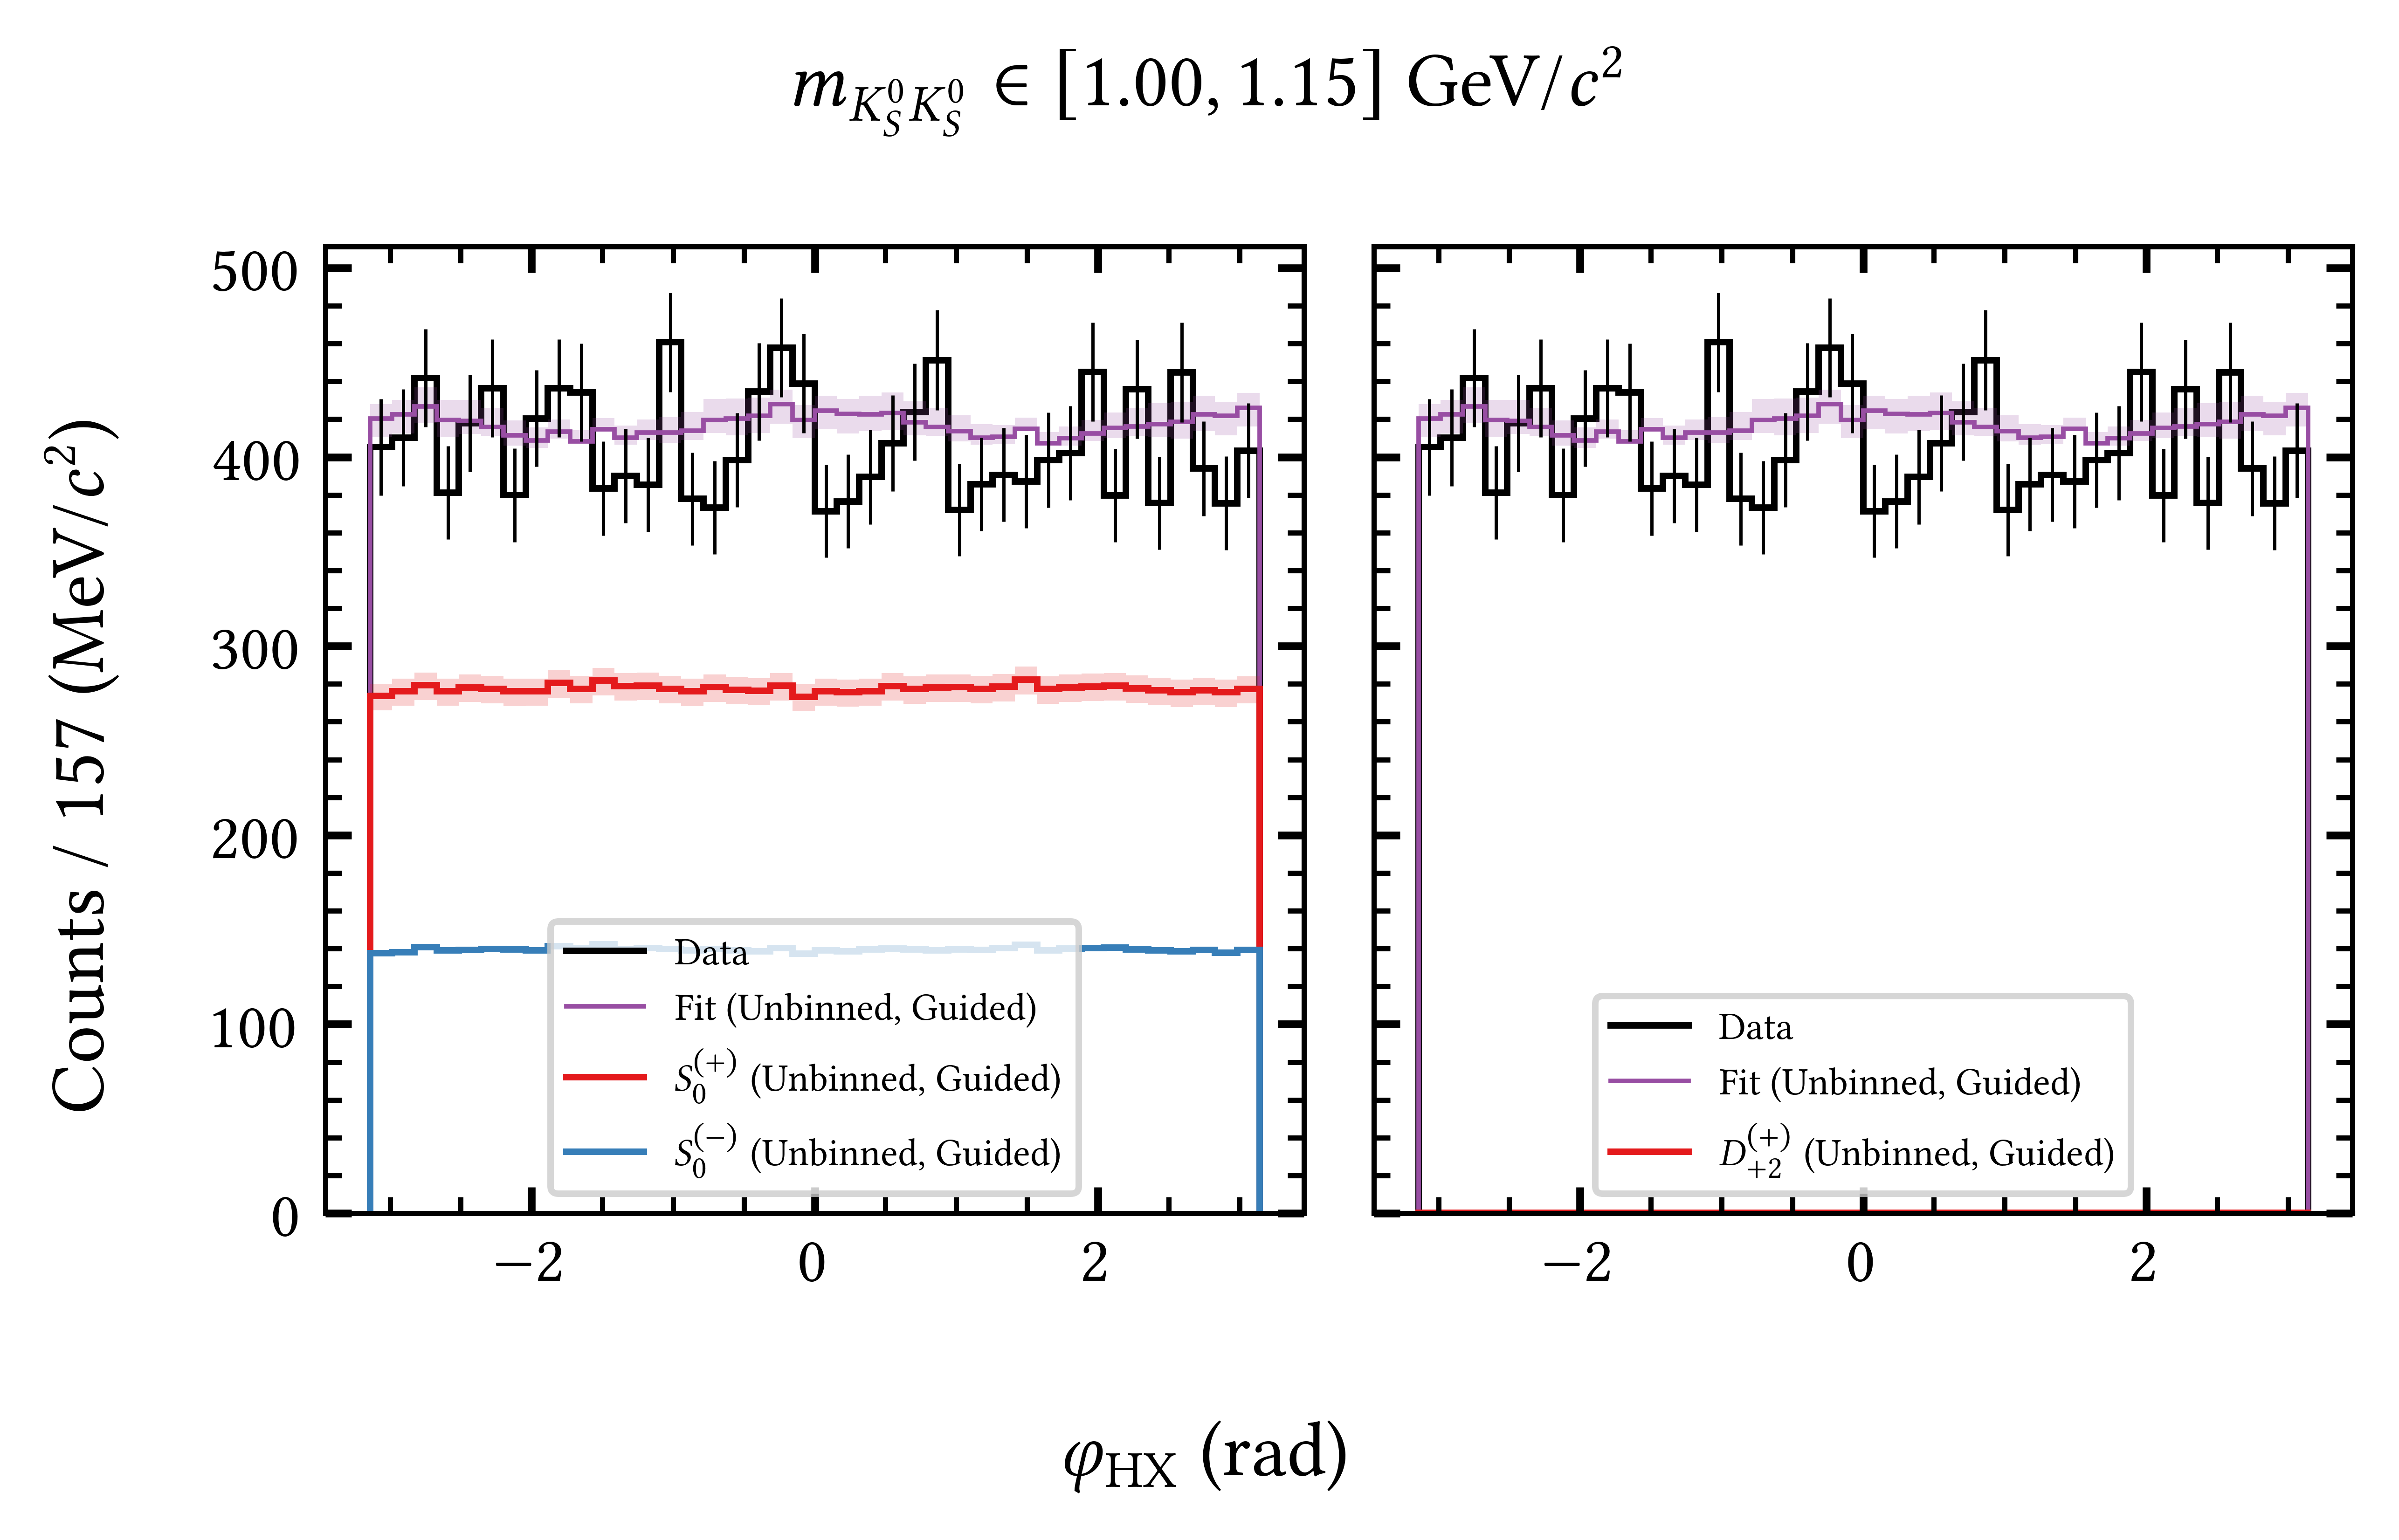 m_{K_S^0 K_S^0} ∈ [1.00, 1.15] GeV/c²
Counts / 157 (MeV/c²)
500
400
300
200
100
0
−2
0
2
Data
Fit (Unbinned, Guided)
S_0^{(+)} (Unbinned, Guided)
S_0^{(−)} (Unbinned, Guided)
−2
0
2
Data
Fit (Unbinned, Guided)
D_{+2}^{(+)} (Unbinned, Guided)
φ_{HX} (rad)